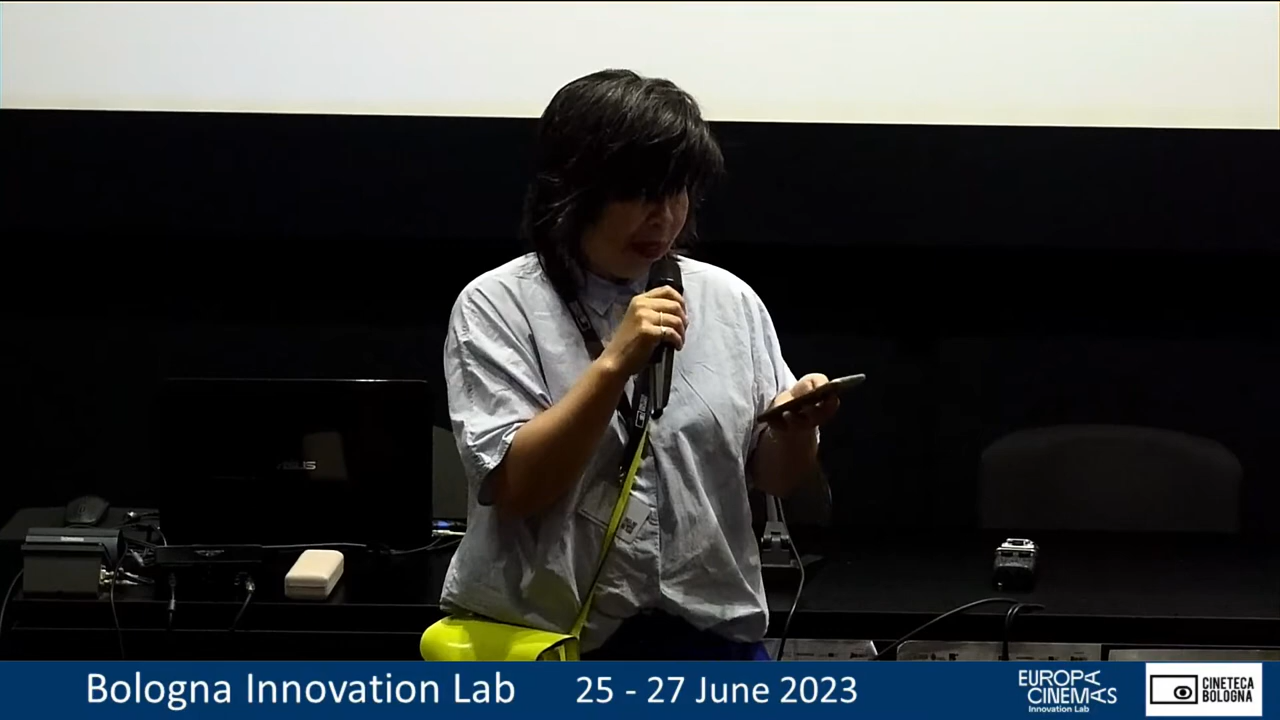 ASUS
Bologna Innovation Lab
25 - 27 June 2023
EUROPA
CINEMAS
Innovation Lab
CINETECA
BOLOGNA